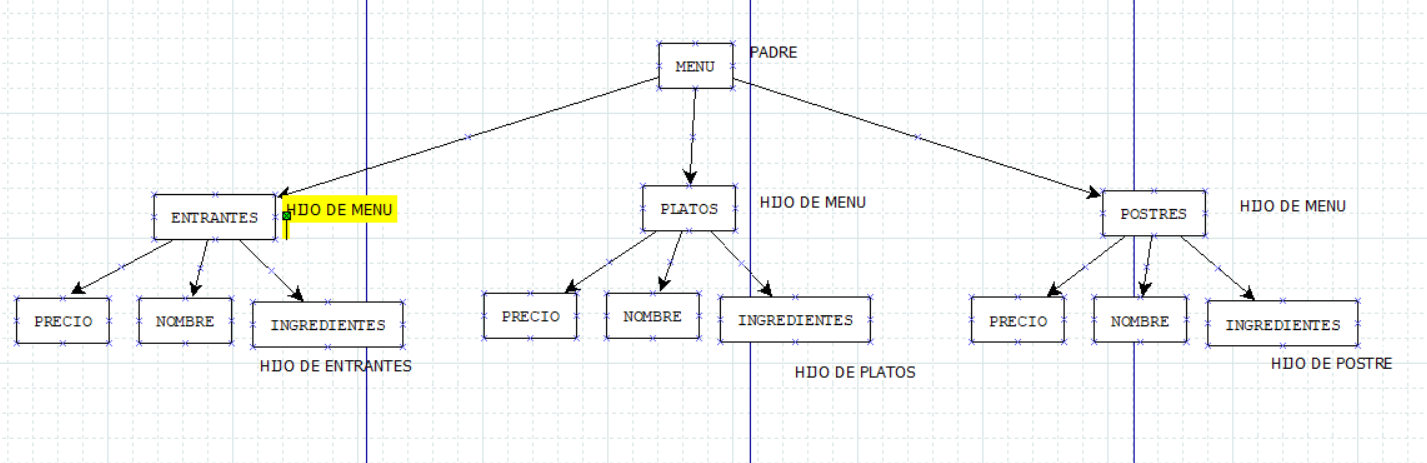 MENU
PADRE
ENTRANTES
HIJO DE MENU
PLATOS
HIJO DE MENU
POSTRES
HIJO DE MENU
PRECIO
NOMBRE
INGREDIENTES
PRECIO
NOMBRE
INGREDIENTES
PRECIO
NOMBRE
INGREDIENTES
HIJO DE ENTRANTES
HIJO DE PLATOS
HIJO DE POSTRE